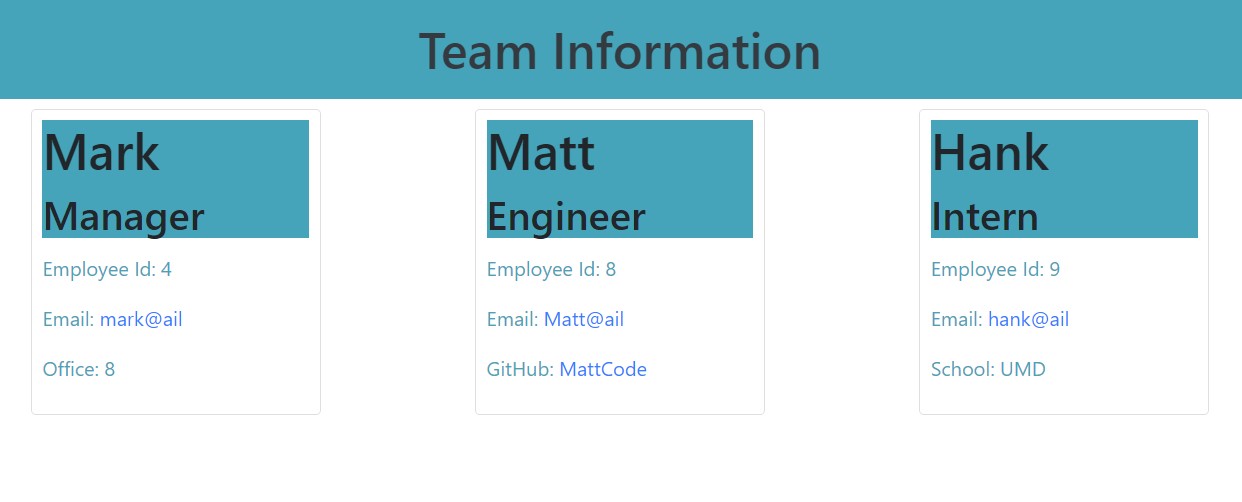 Team Information
Mark
Manager
Employee Id: 4
Email: mark@ail
Office: 8
Matt
Engineer
Employee Id: 8
Email: Matt@ail
GitHub: MattCode
Hank
Intern
Employee Id: 9
Email: hank@ail
School: UMD